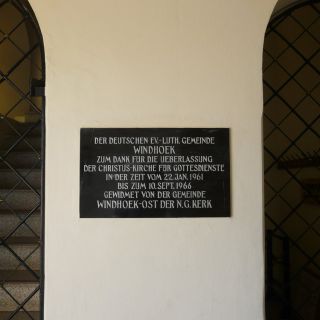 DER DEUTSCHEN EV.-LUTH. GEMEINDE
WINDHOEK
ZUM DANK FÜR DIE UEBERLASSUNG
DER CHRISTUS-KIRCHE FÜR GOTTESDIENSTE
IN DER ZEIT VOM 22. JAN. 1961
BIS ZUM 10. SEPT. 1966
GEWIDMET VON DER GEMEINDE
WINDHOEK-OST DER N.G. KERK